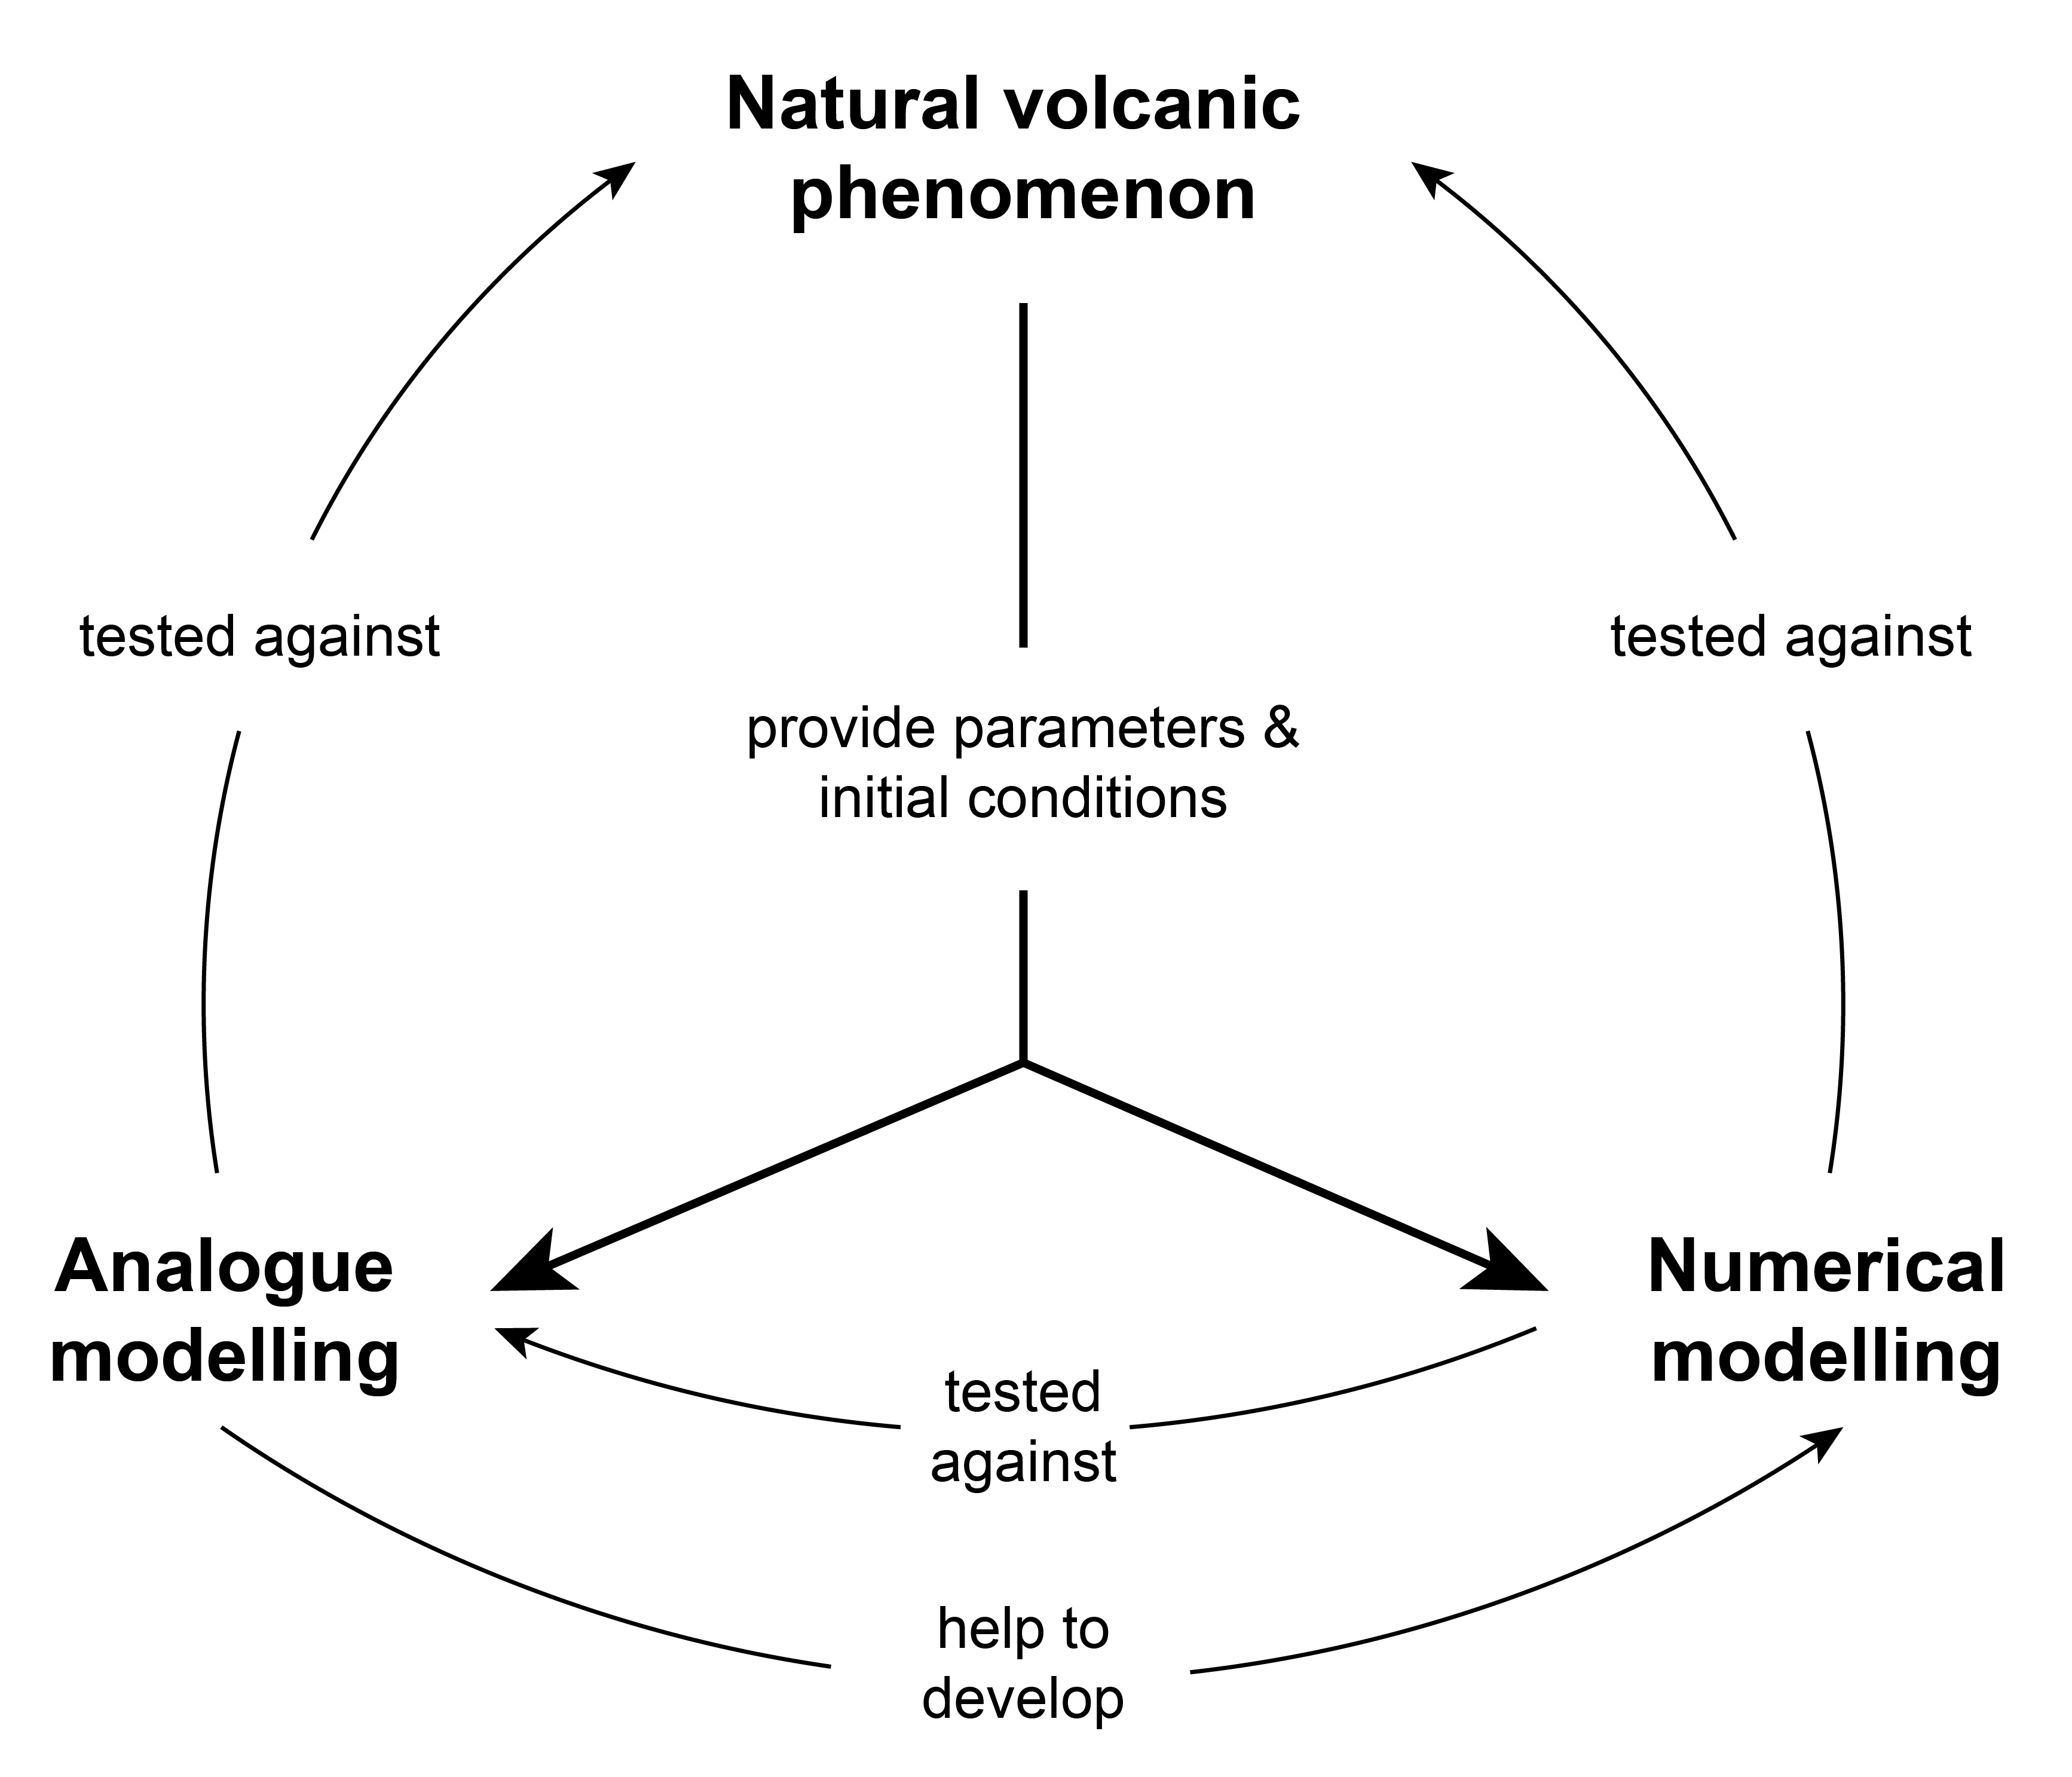 Natural volcanic
phenomenon
tested against
tested against
provide parameters &
initial conditions
Analogue
modelling
Numerical
modelling
tested
against
help to
develop